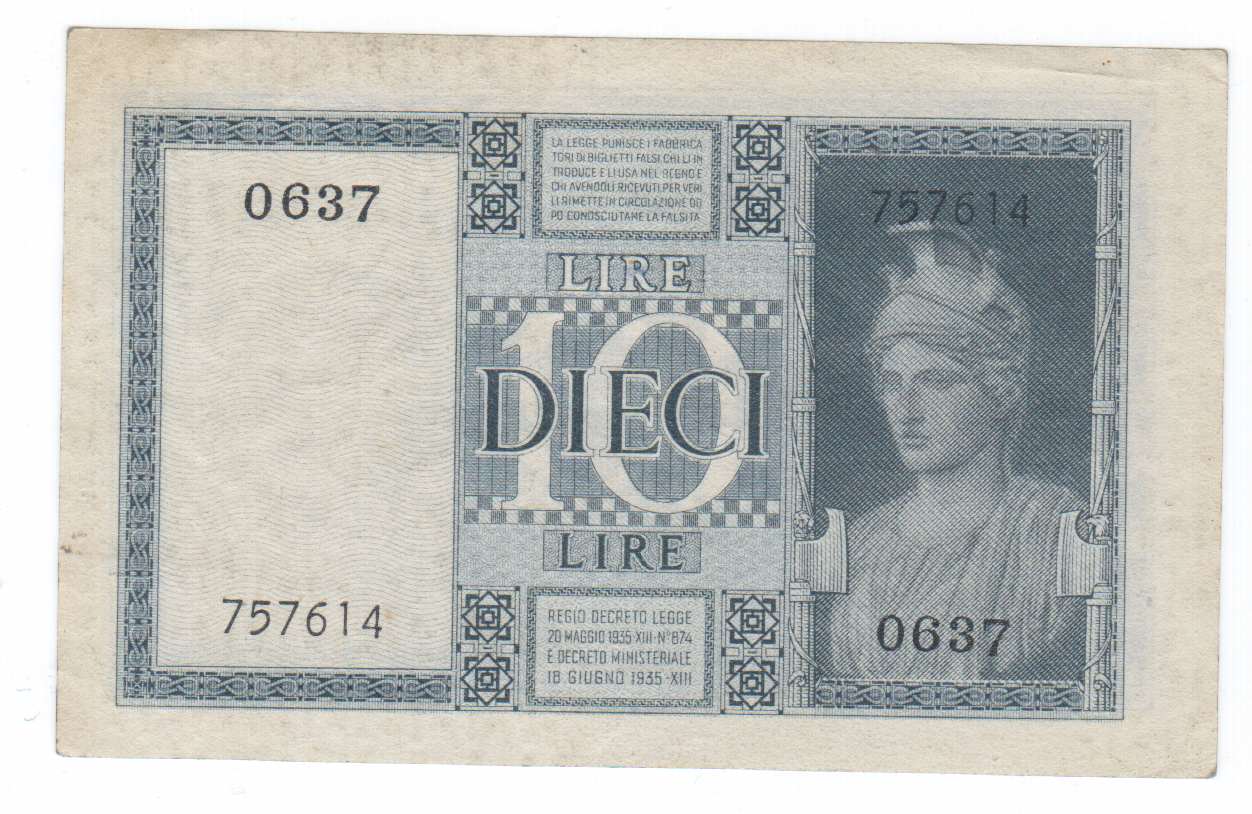 0637
757614
LA LEGGE PUNISCE I FABBRICA
TORI DI BIGLIETTI FALSI, CHI LI IN
TRODUCE E LI USA NEL REGNO E
CHI AVENDOLI RICEVUTI PER VERI
LI RIMETTE IN CIRCOLAZIONE DO
PO CONOSCIUTANE LA FALSITÀ
LIRE
10
DIECI
LIRE
REGIO DECRETO LEGGE
20 MAGGIO 1935·XIII·N° 874
E DECRETO MINISTERIALE
18 GIUGNO 1935·XIII
757614
0637